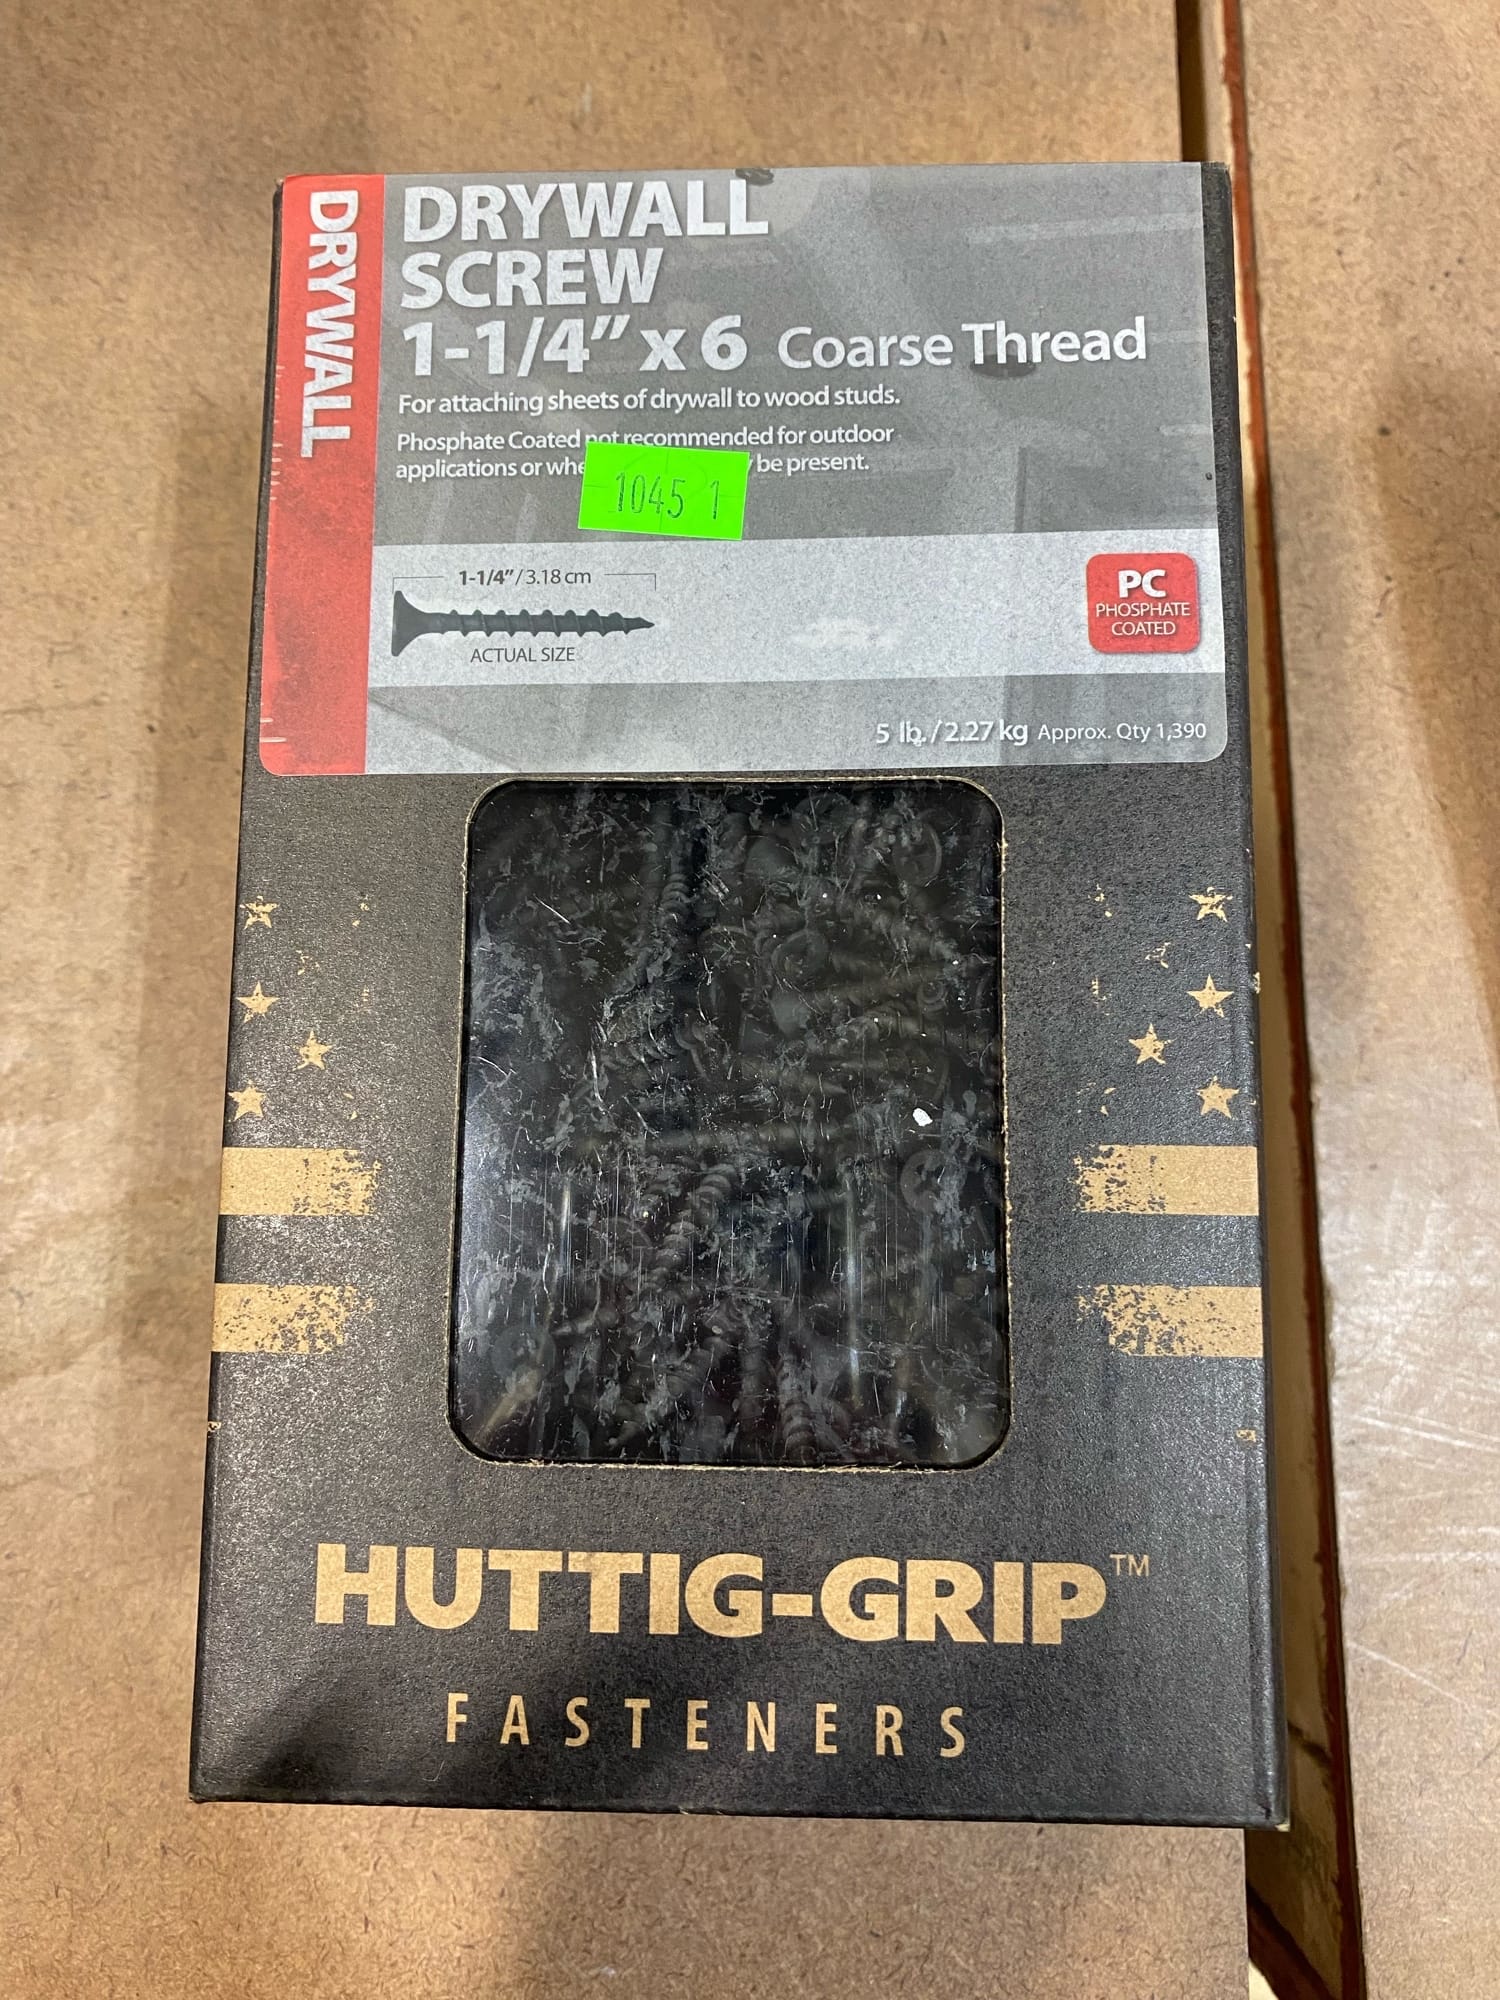 DRYWALL
DRYWALL
SCREW
1-1/4” x 6 Coarse Thread
For attaching sheets of drywall to wood studs.
Phosphate Coated not recommended for outdoor
applications or be present.
1045 1
1-1/4”/3.18 cm
ACTUAL SIZE
PC
PHOSPHATE
COATED
5 lb. / 2.27 kg Approx. Qty 1,390
HUTTIG-GRIP™
FASTENERS